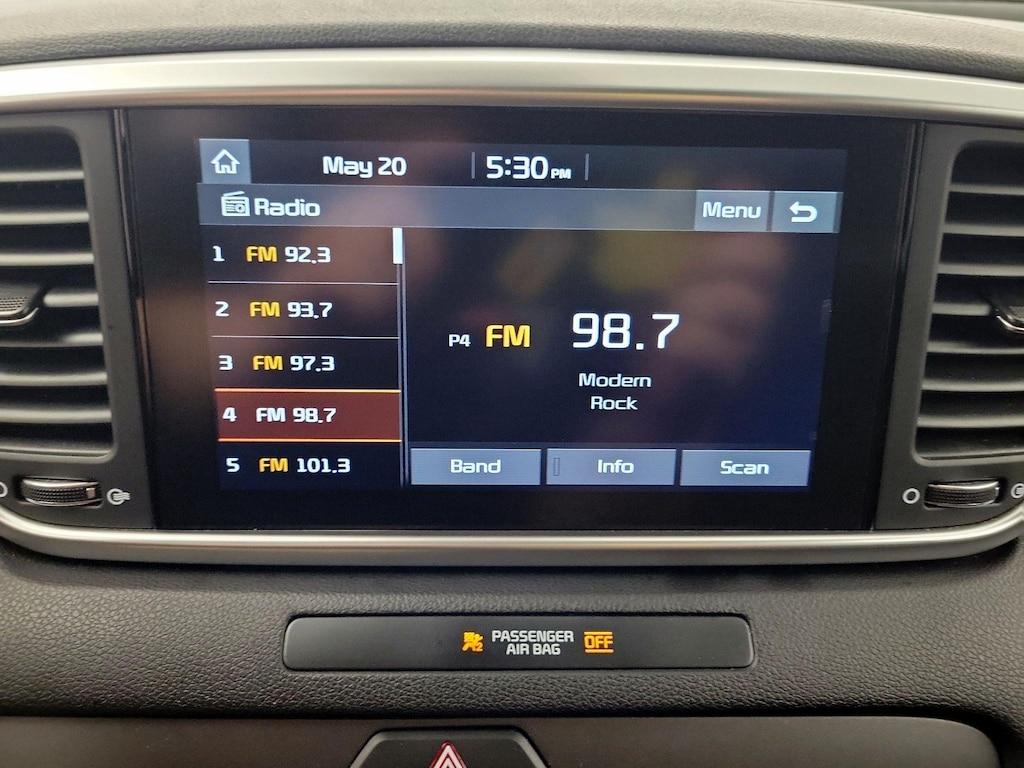 May 20 5:30 PM
Radio Menu
1 FM 92.3
2 FM 93.7
3 FM 97.3
4 FM 98.7
5 FM 101.3
P4 FM 98.7
Modern
Rock
Band Info Scan
2 PASSENGER
AIR BAG OFF